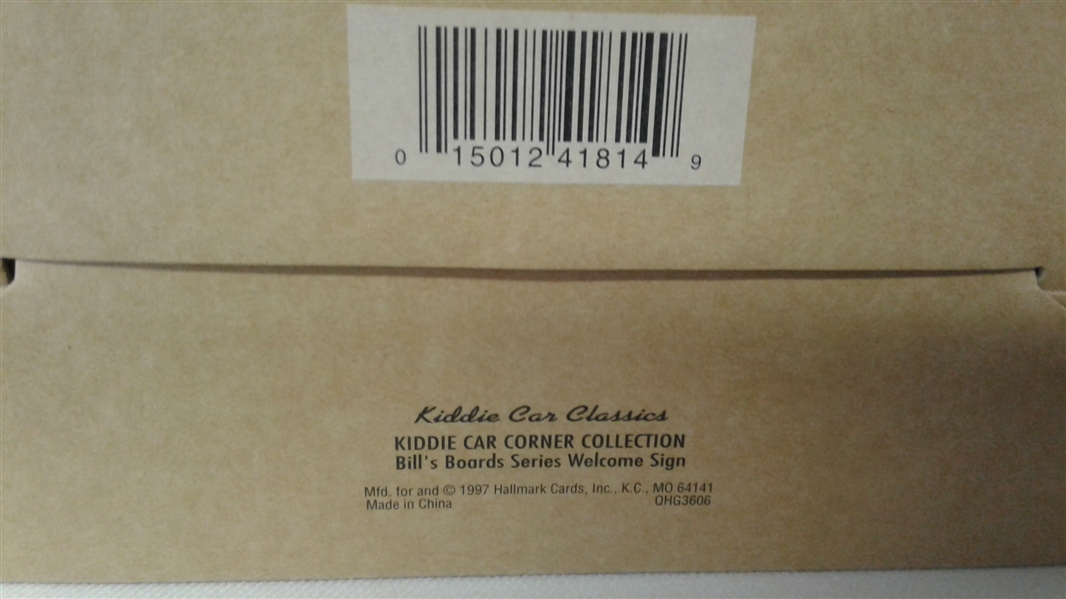 0 15012 41814 9
Kiddie Car Classics
KIDDIE CAR CORNER COLLECTION
Bill's Boards Series Welcome Sign
Mfd. for and © 1997 Hallmark Cards, Inc., K.C., MO 64141
Made in China QHG3606